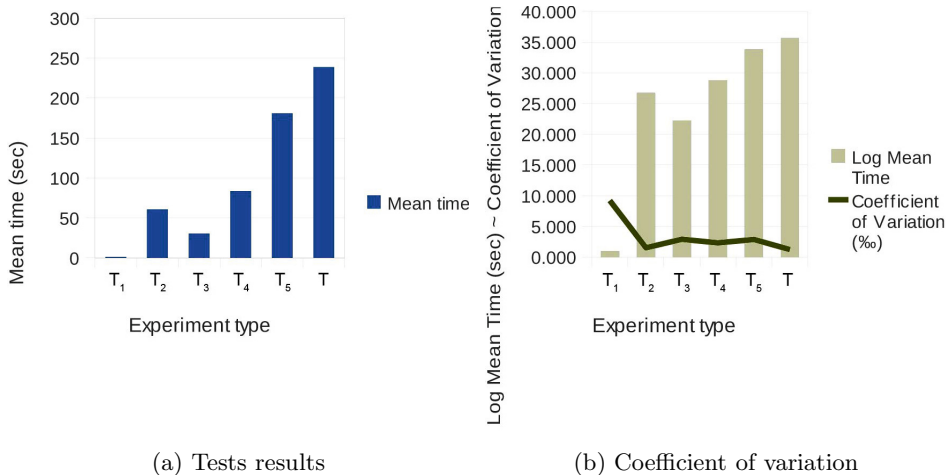 300
250
200
150
100
50
0
Mean time (sec)
T₁ T₂ T₃ T₄ T₅ T
Experiment type
Mean time
(a) Tests results
40.000
35.000
30.000
25.000
20.000
15.000
10.000
5.000
0.000
Log Mean Time (sec) ~ Coefficient of Variation
T₁ T₂ T₃ T₄ T₅ T
Experiment type
Log Mean
Time
Coefficient
of Variation
(‰)
(b) Coefficient of variation